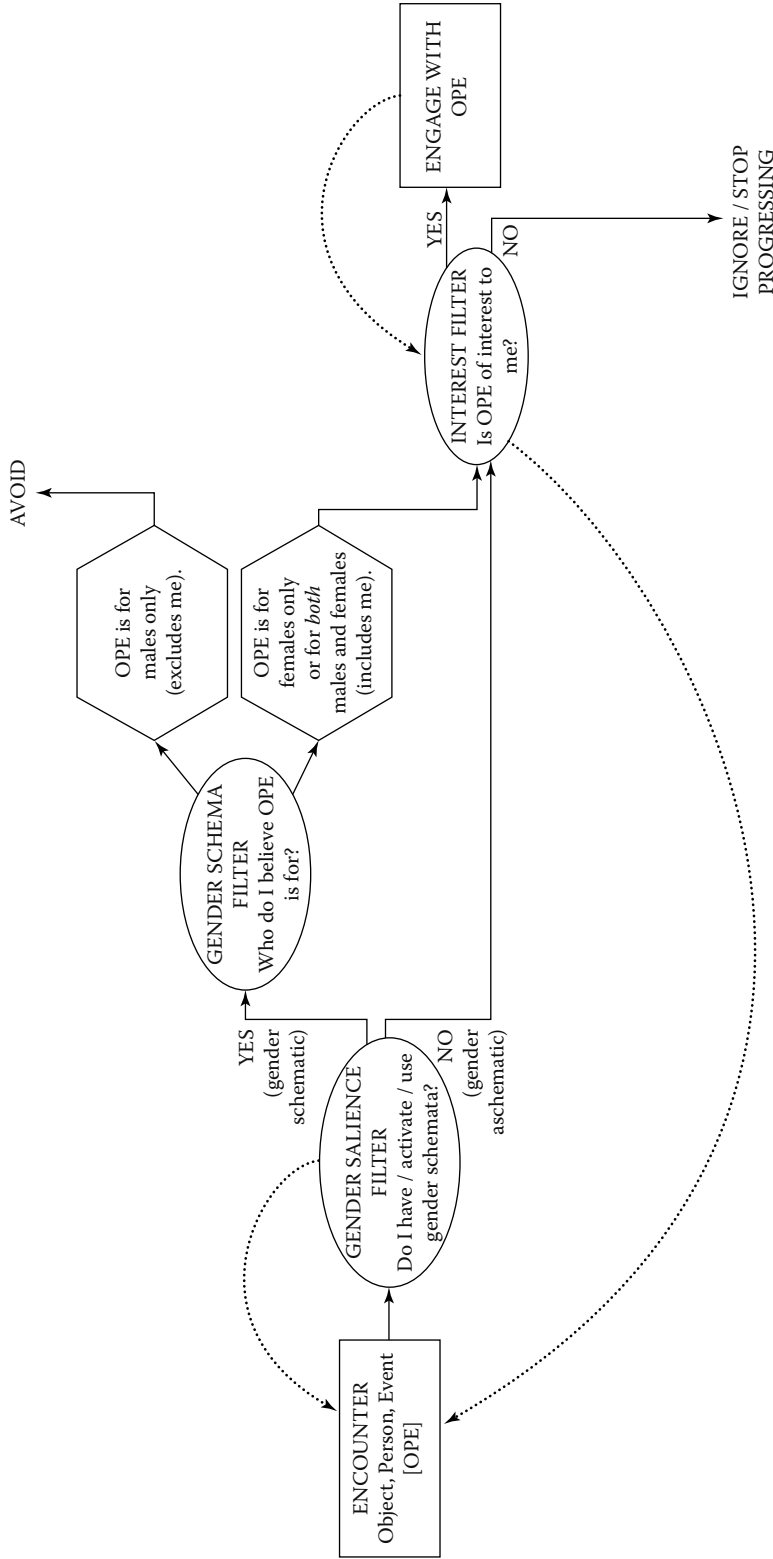 ENCOUNTER
Object, Person, Event
[OPE]
GENDER SALIENCE
FILTER
Do I have / activate / use
gender schemata?
YES
(gender
schematic)
NO
(gender
aschematic)
GENDER SCHEMA
FILTER
Who do I believe OPE
is for?
OPE is for
males only
(excludes me).
AVOID
OPE is for
females only
or for both
males and females
(includes me).
INTEREST FILTER
Is OPE of interest to
me?
YES
NO
ENGAGE WITH
OPE
IGNORE / STOP
PROGRESSING